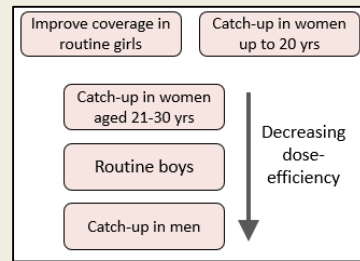 Improve coverage in
routine girls
Catch-up in women
up to 20 yrs
Catch-up in women
aged 21-30 yrs
Routine boys
Catch-up in men
Decreasing
dose-
efficiency